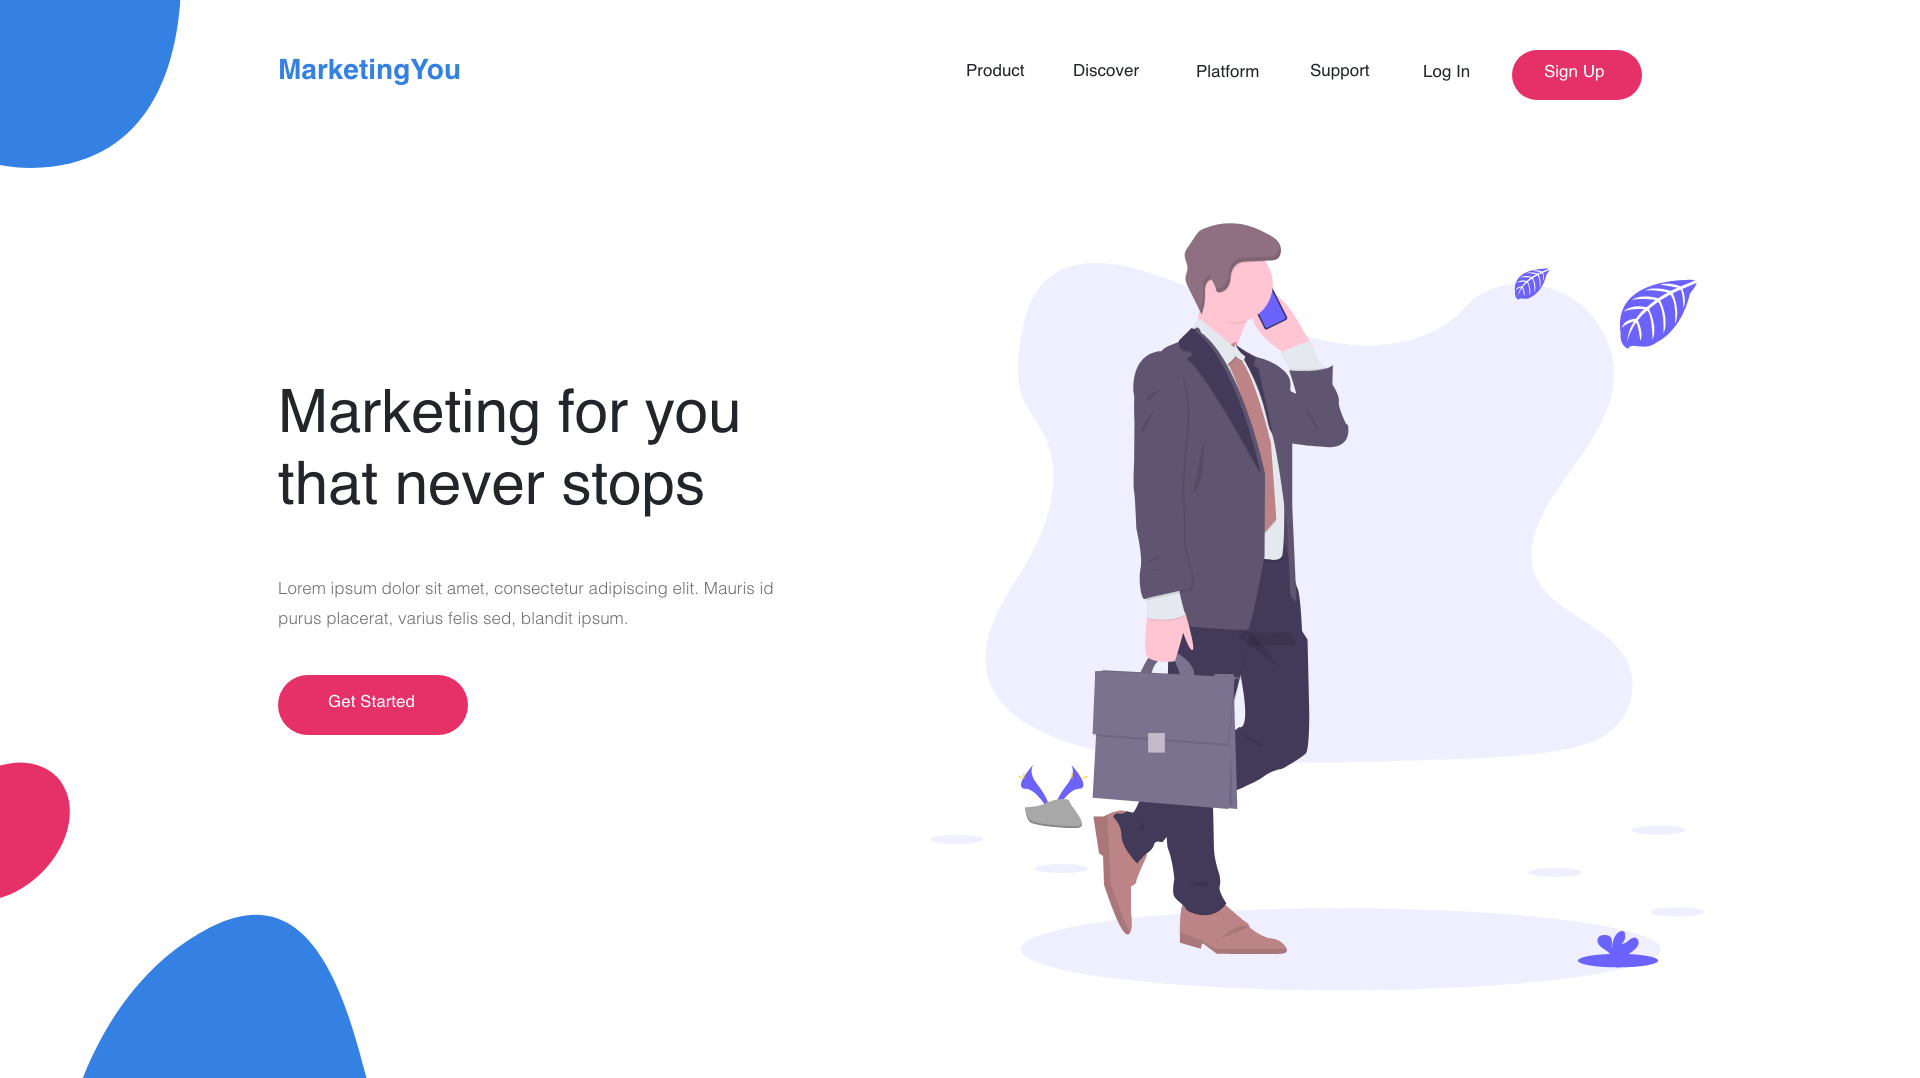 MarketingYou
Product Discover Platform Support Log In Sign Up
Marketing for you
that never stops
Lorem ipsum dolor sit amet, consectetur adipiscing elit. Mauris id
purus placerat, varius felis sed, blandit ipsum.
Get Started